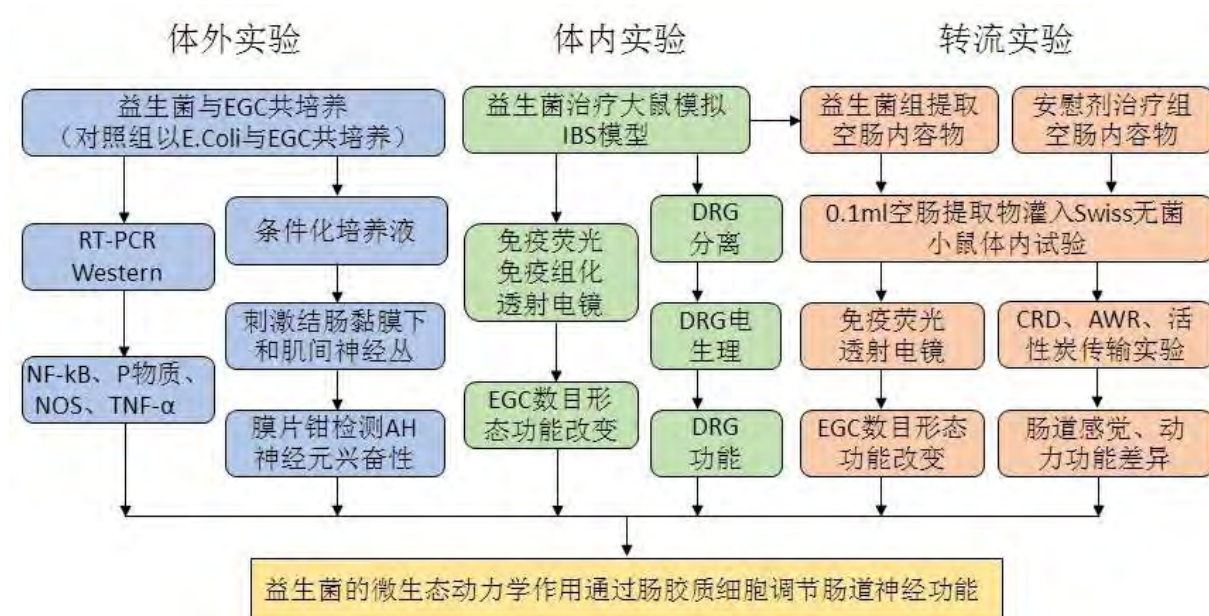 体外实验
体内实验
转流实验
益生菌与EGC共培养
（对照组以E.Coli与EGC共培养）
RT-PCR
Western
NF-kB、P物质、
NOS、TNF-α
条件化培养液
刺激结肠黏膜下
和肌间神经丛
膜片钳检测AH
神经元兴奋性
益生菌治疗大鼠模拟
IBS模型
免疫荧光
免疫组化
透射电镜
EGC数目形
态功能改变
DRG
分离
DRG电
生理
DRG
功能
益生菌组提取
空肠内容物
安慰剂治疗组
空肠内容物
0.1ml空肠提取物灌入Swiss无菌
小鼠体内试验
免疫荧光
透射电镜
EGC数目形态
功能改变
CRD、AWR、活
性炭传输实验
肠道感觉、动
力功能差异
益生菌的微生态动力学作用通过肠胶质细胞调节肠道神经功能